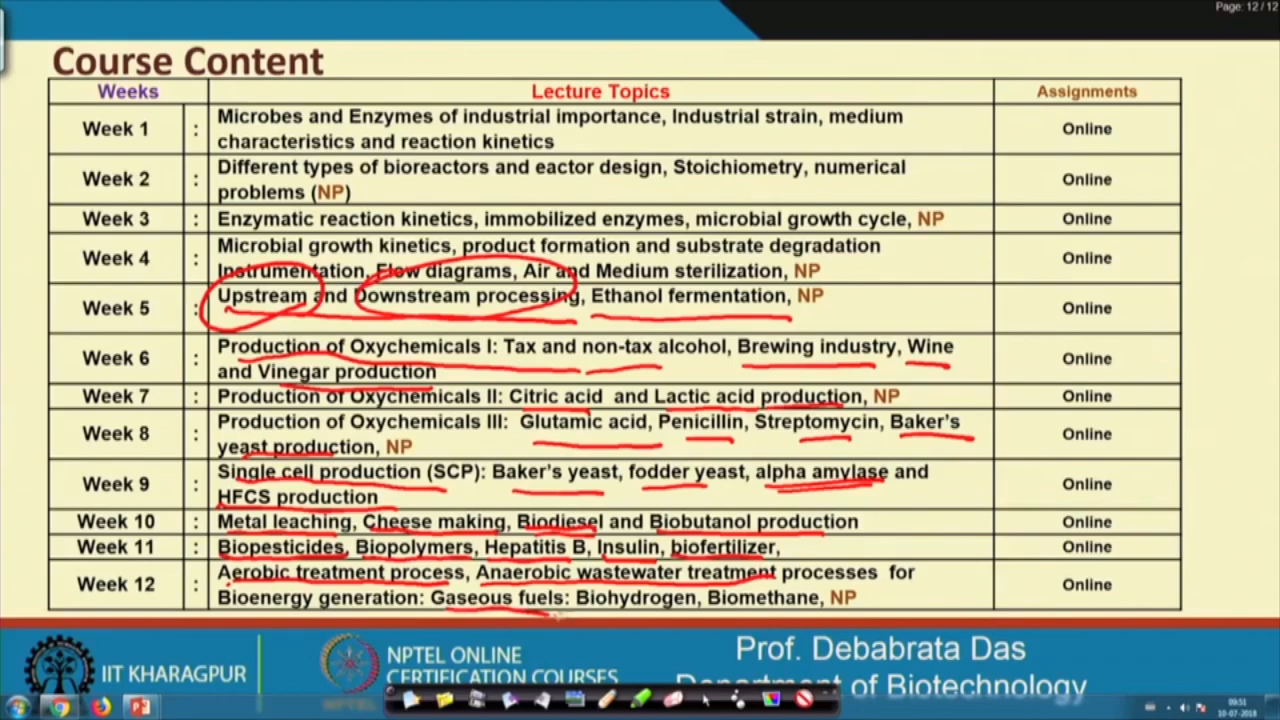 Page: 12 / 12
Course Content
Weeks Lecture Topics Assignments
Week 1 : Microbes and Enzymes of industrial importance, Industrial strain, medium Online
characteristics and reaction kinetics
Week 2 : Different types of bioreactors and eactor design, Stoichiometry, numerical Online
problems (NP)
Week 3 : Enzymatic reaction kinetics, immobilized enzymes, microbial growth cycle, NP Online
Week 4 Microbial growth kinetics, product formation and substrate degradation Online
Instrumentation, Flow diagrams, Air and Medium sterilization, NP
Week 5 : Upstream and Downstream processing, Ethanol fermentation, NP Online
Week 6 : Production of Oxychemicals I: Tax and non-tax alcohol, Brewing industry, Wine Online
and Vinegar production
Week 7 : Production of Oxychemicals II: Citric acid and Lactic acid production, NP Online
Week 8 : Production of Oxychemicals III: Glutamic acid, Penicillin, Streptomycin, Baker's Online
yeast production, NP
Week 9 : Single cell production (SCP): Baker's yeast, fodder yeast, alpha amylase and Online
HFCS production
Week 10 : Metal leaching, Cheese making, Biodiesel and Biobutanol production Online
Week 11 : Biopesticides, Biopolymers, Hepatitis B, Insulin, biofertilizer, Online
Week 12 : Aerobic treatment process, Anaerobic wastewater treatment processes for Online
Bioenergy generation: Gaseous fuels: Biohydrogen, Biomethane, NP
IIT KHARAGPUR
NPTEL ONLINE
CERTIFICATION COURSES
Prof. Debabrata Das
Department of Biotechnology
09:51
10-07-2018